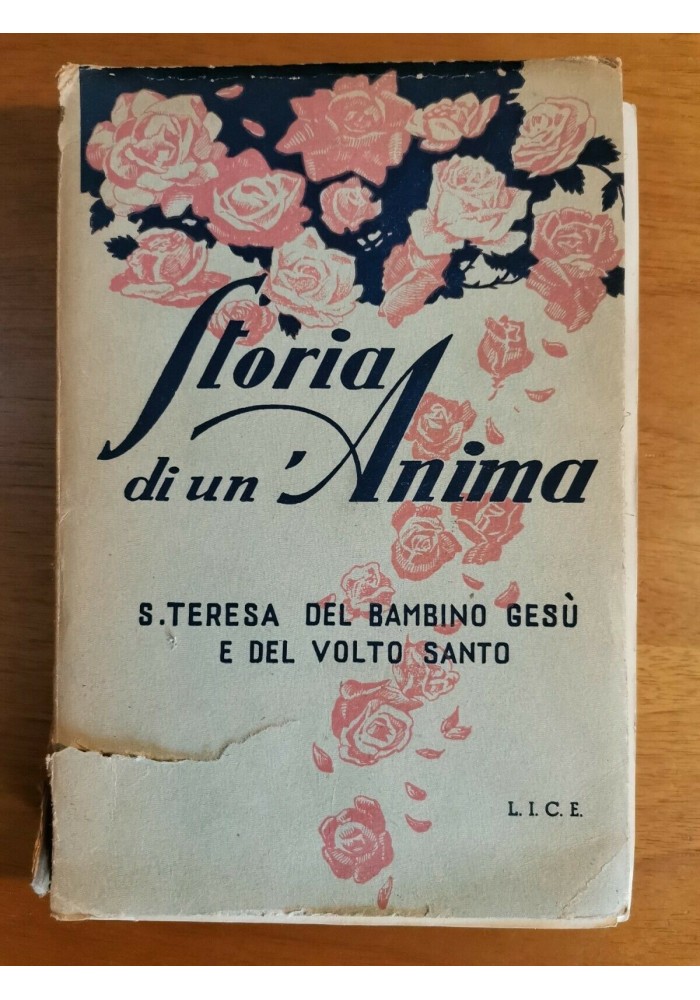 Storia
di un'Anima
S. TERESA DEL BAMBINO GESÙ
E DEL VOLTO SANTO
L. I. C. E.